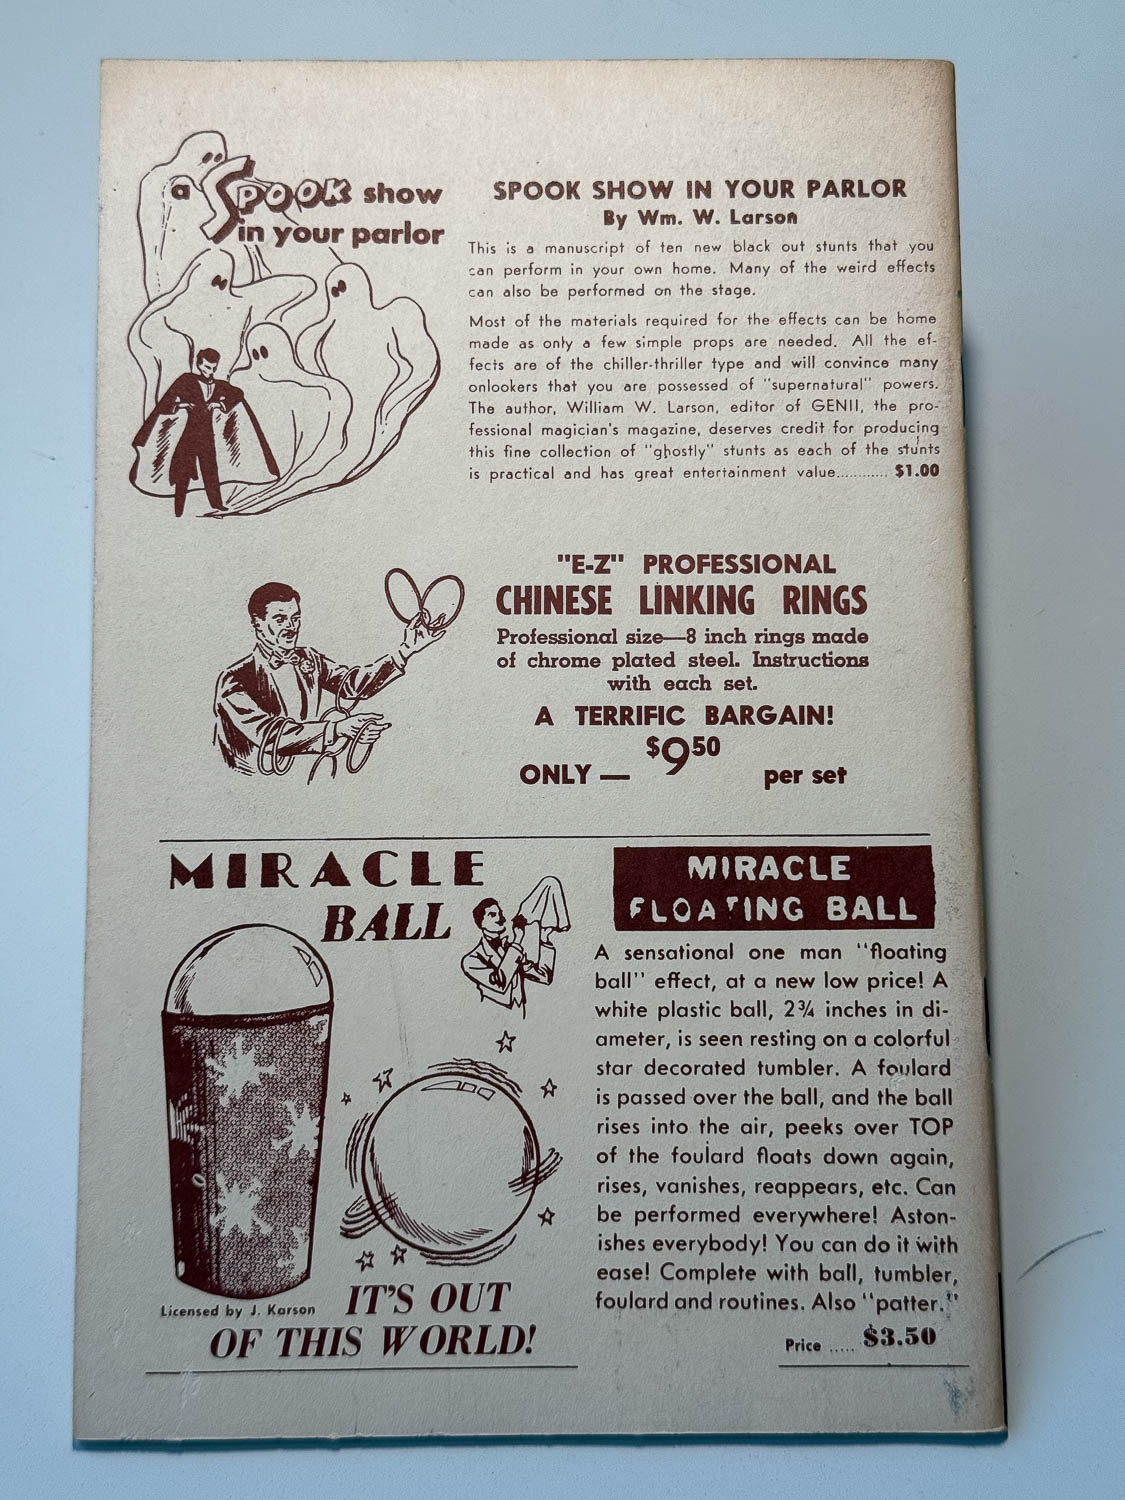 a SPOOK show
in your parlor
SPOOK SHOW IN YOUR PARLOR
By Wm. W. Larson
This is a manuscript of ten new black out stunts that you
can perform in your own home. Many of the weird effects
can also be performed on the stage.
Most of the materials required for the effects can be home
made as only a few simple props are needed. All the ef-
fects are of the chiller-thriller type and will convince many
onlookers that you are possessed of "supernatural" powers.
The author, William W. Larson, editor of GENII, the pro-
fessional magician's magazine, deserves credit for producing
this fine collection of "ghostly" stunts as each of the stunts
is practical and has great entertainment value............ $1.00
"E-Z" PROFESSIONAL
CHINESE LINKING RINGS
Professional size—8 inch rings made
of chrome plated steel. Instructions
with each set.
A TERRIFIC BARGAIN!
ONLY — $9.50 per set
MIRACLE
BALL
Licensed by J. Karson
IT'S OUT
OF THIS WORLD!
MIRACLE
FLOATING BALL
A sensational one man "floating
ball" effect, at a new low price! A
white plastic ball, 2¾ inches in di-
ameter, is seen resting on a colorful
star decorated tumbler. A foulard
is passed over the ball, and the ball
rises into the air, peeks over TOP
of the foulard floats down again,
rises, vanishes, reappears, etc. Can
be performed everywhere! Aston-
ishes everybody! You can do it with
ease! Complete with ball, tumbler,
foulard and routines. Also "patter."
Price ..... $3.50